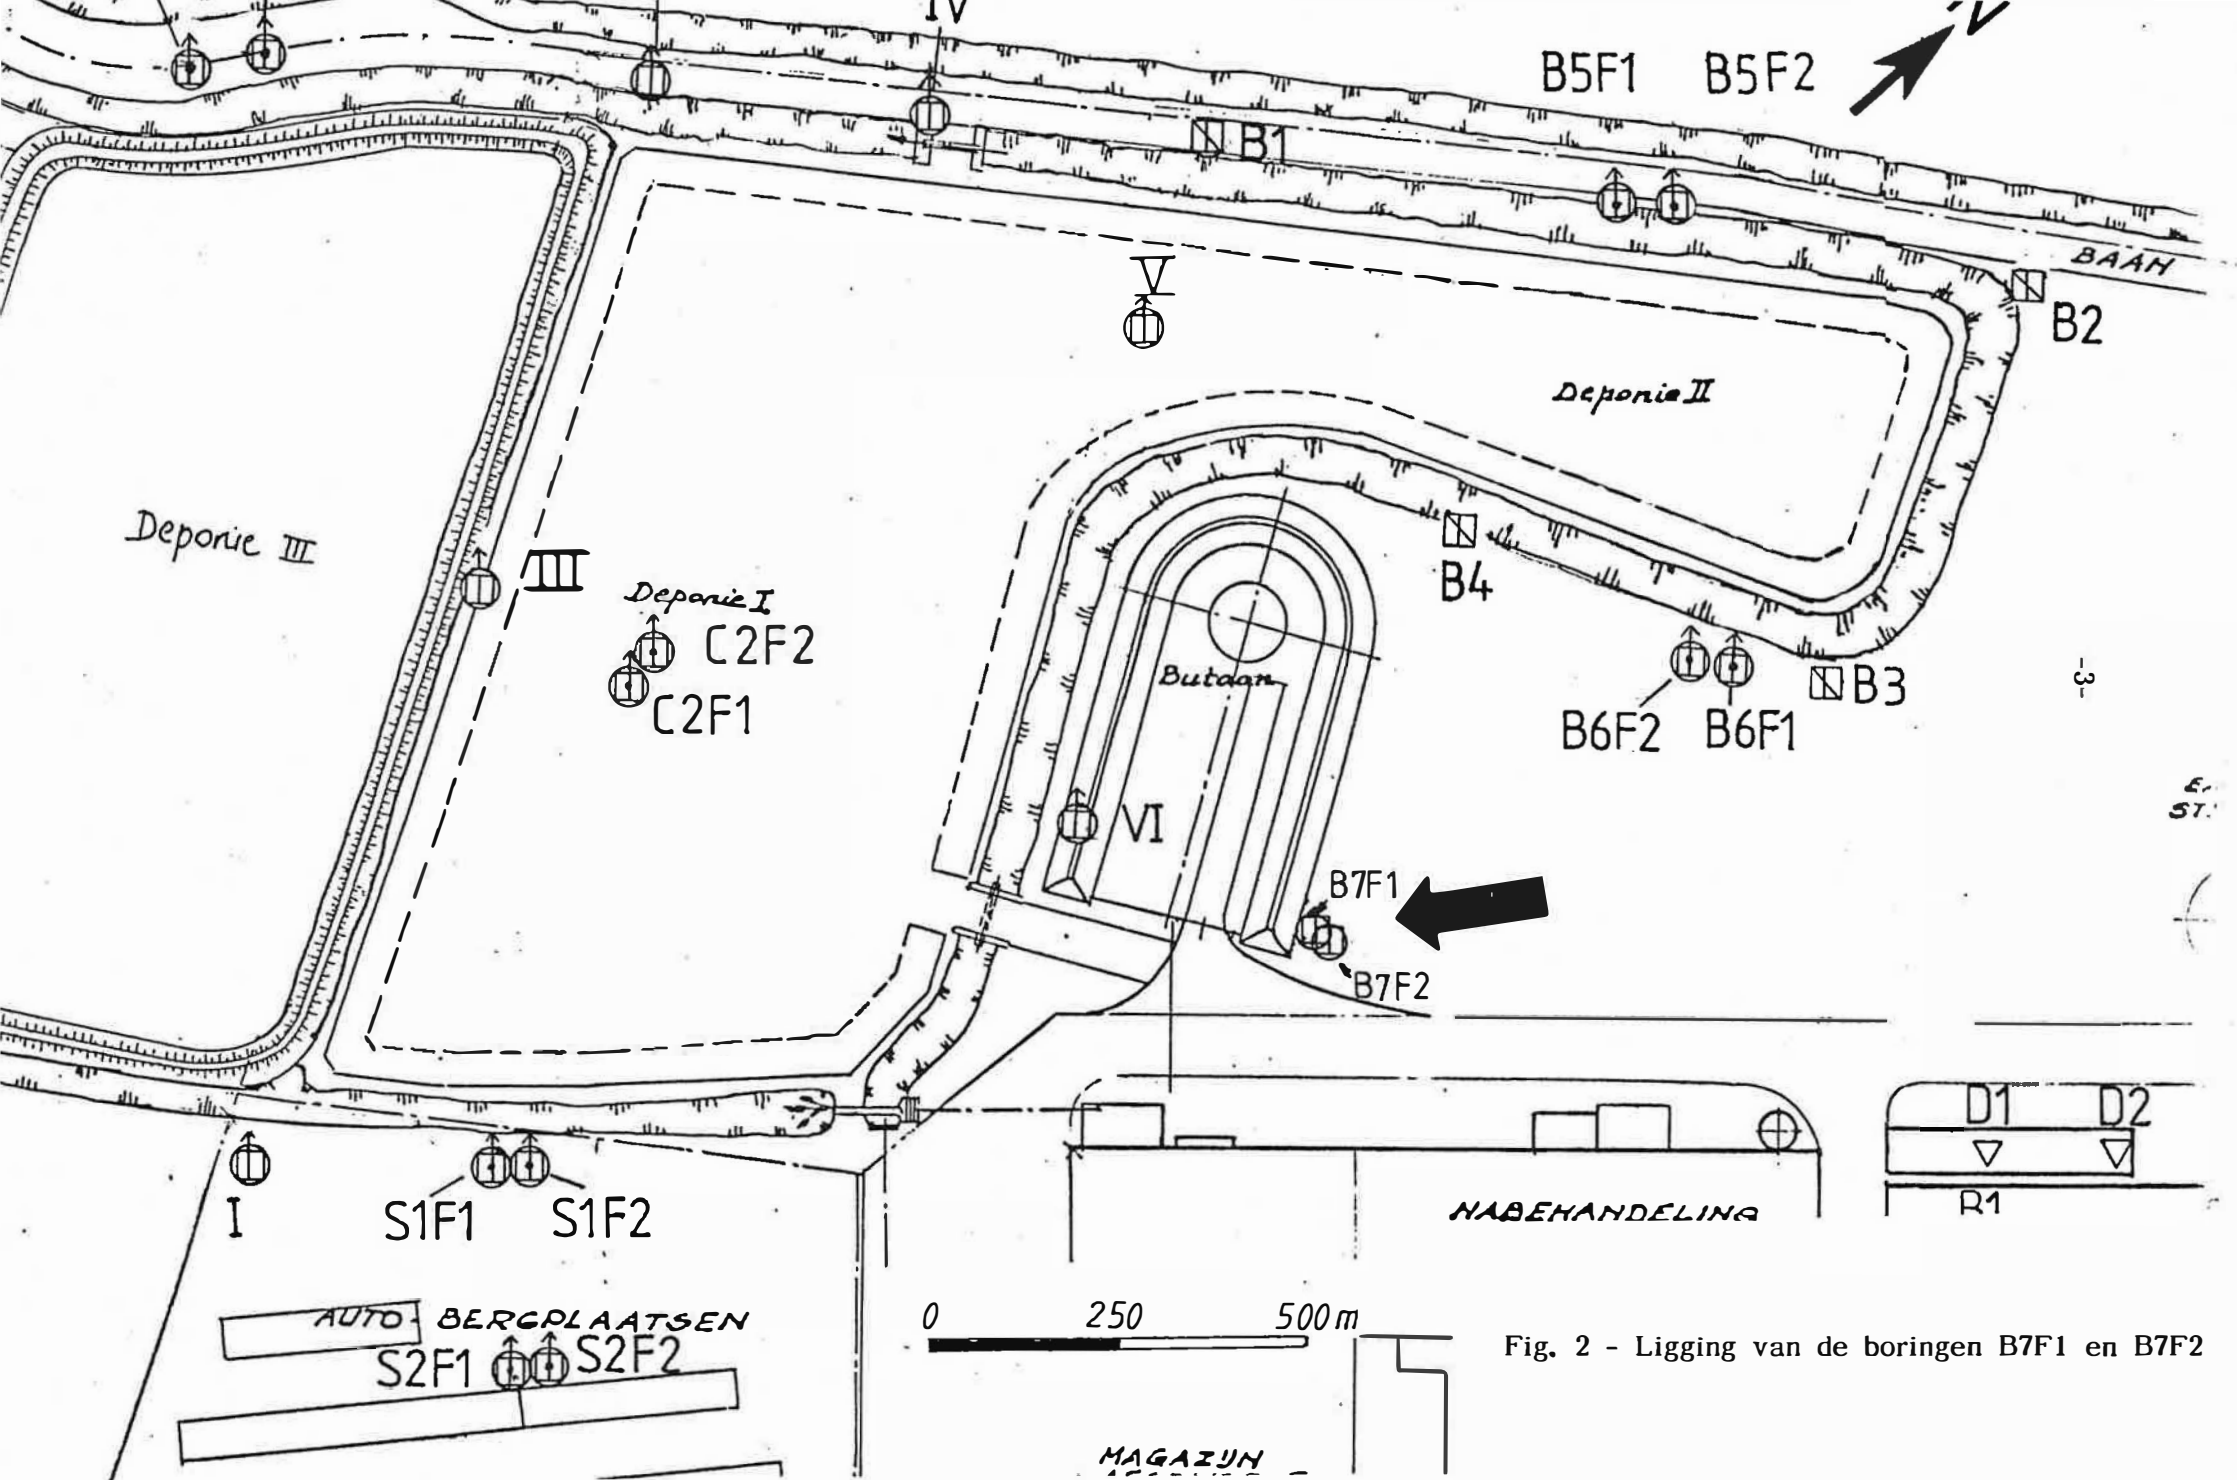 IV
N
B5F1 B5F2
B1
BAAN
V
B2
Deponie II
Deponie III
III
B4
Deponie I
C2F2
C2F1
Butaan
B6F2 B6F1
B3
-3-
VI
B7F1
B7F2
D1 D2
I
S1F1 S1F2
NABEHANDELING
B1
AUTO- BERGPLAATSEN
S2F1 S2F2
0 250 500m
Fig. 2 - Ligging van de boringen B7F1 en B7F2
MAGAZIJN